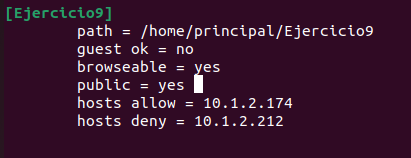 [Ejercicio9]
path = /home/principal/Ejercicio9
guest ok = no
browseable = yes
public = yes
hosts allow = 10.1.2.174
hosts deny = 10.1.2.212